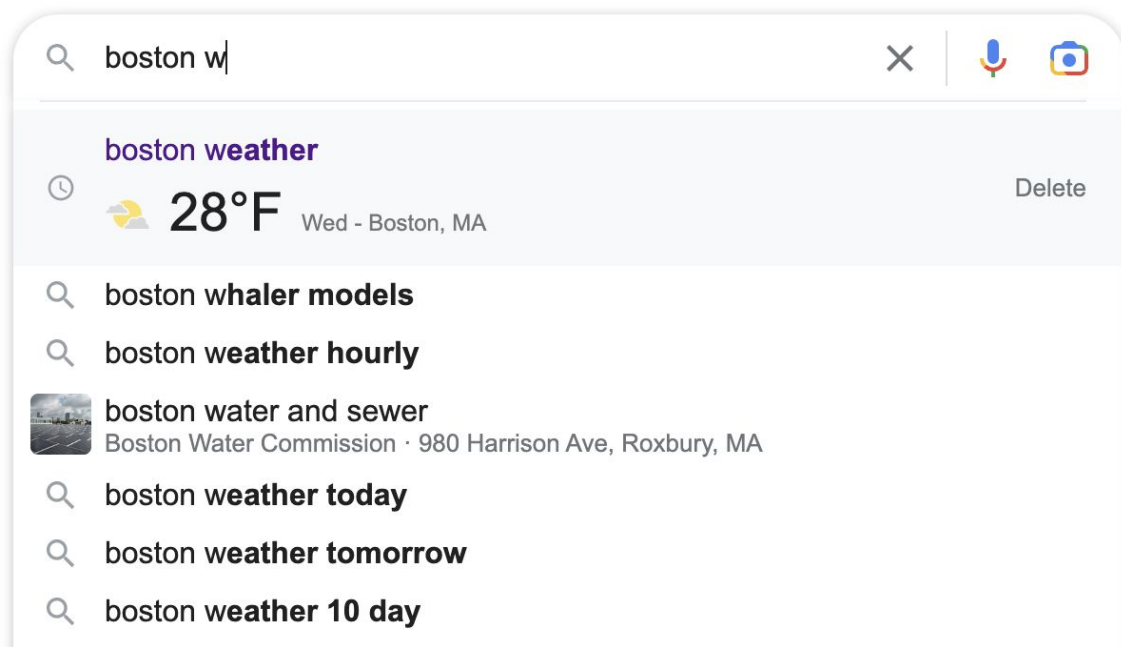 boston w
boston weather
28°F Wed - Boston, MA
Delete
boston whaler models
boston weather hourly
boston water and sewer
Boston Water Commission · 980 Harrison Ave, Roxbury, MA
boston weather today
boston weather tomorrow
boston weather 10 day